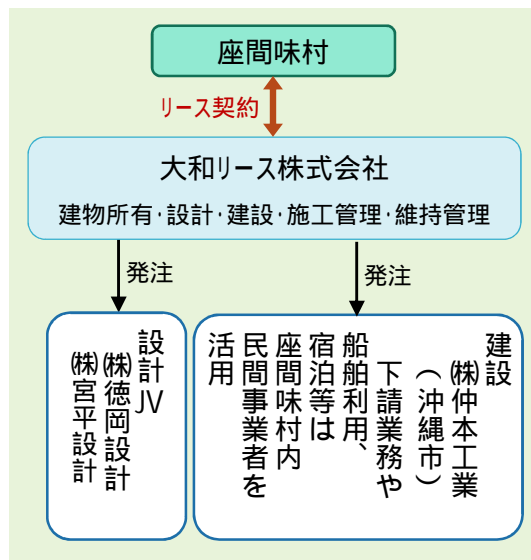 座間味村
リース契約
大和リース株式会社
建物所有・設計・建設・施工管理・維持管理
発注
発注
設計JV
㈱徳岡設計
㈱宮平設計
建設
㈱仲本工業
(沖縄市)
下請業務や
船舶利用、
宿泊等は
座間味村内
民間事業者を
活用